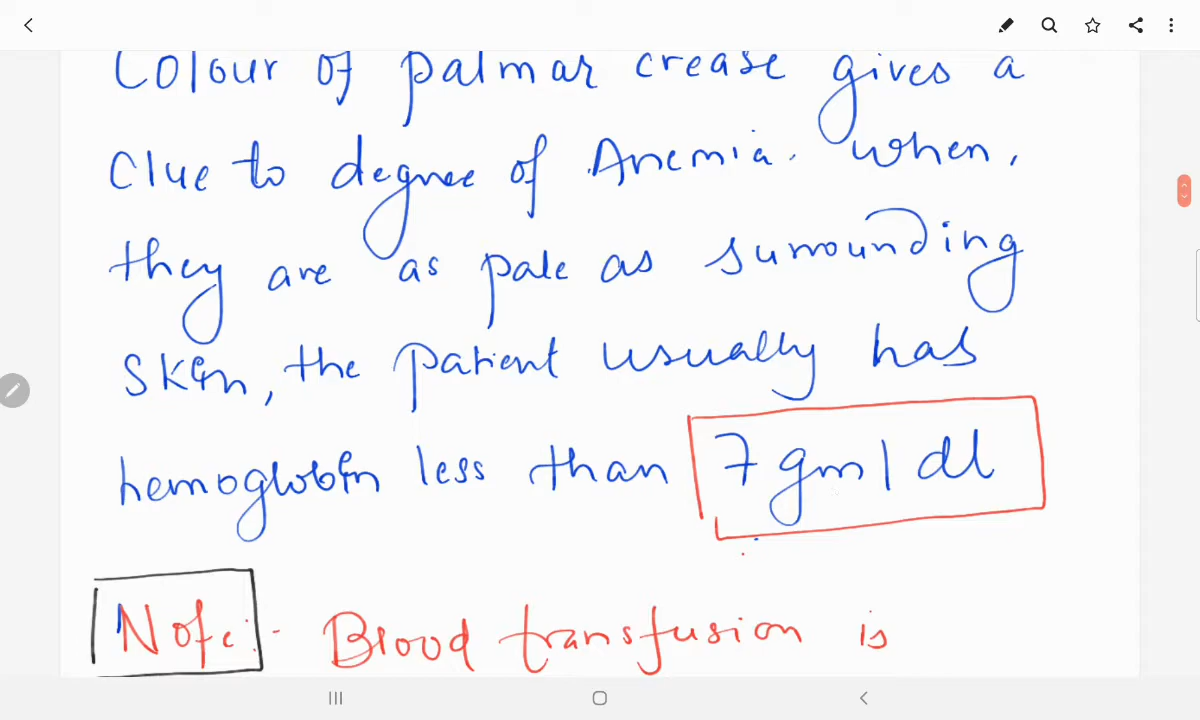 Colour of palmar crease gives a
Clue to degree of Anemia. When,
they are as pale as surrounding
skin, the patient usually has
hemoglobin less than 7 gm/dl
Note:- Blood transfusion is